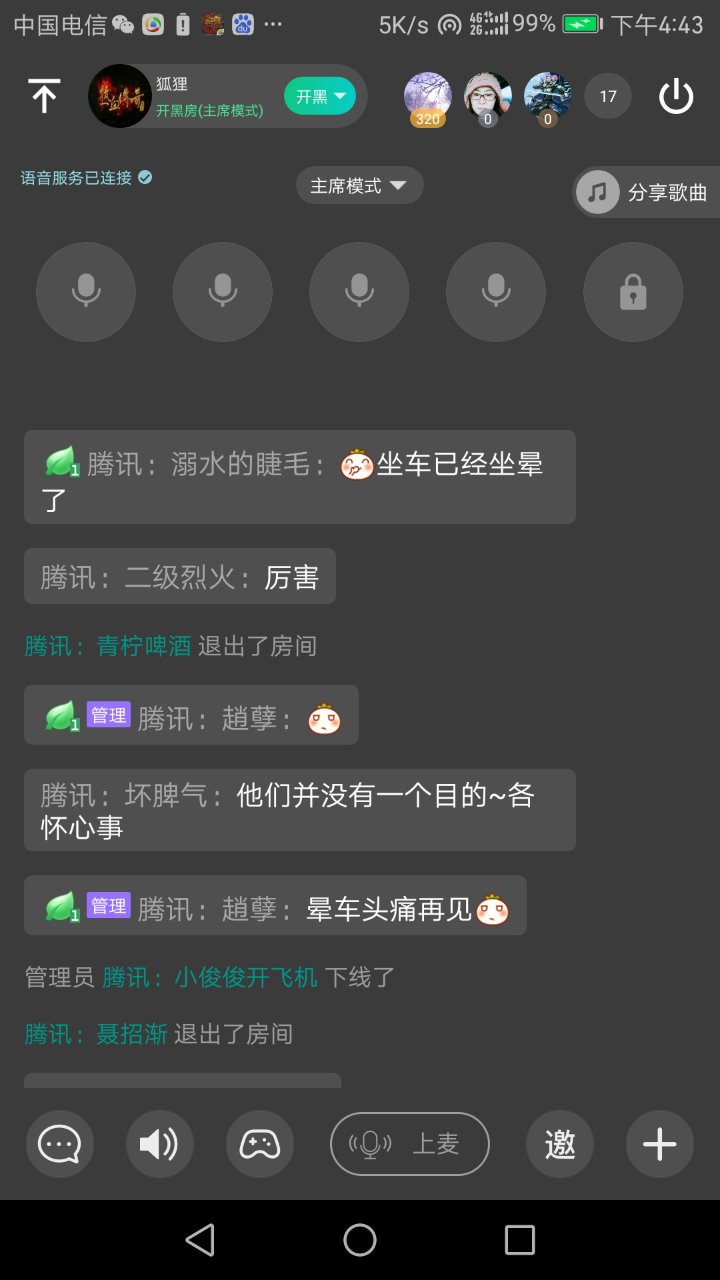 中国电信 5K/s 4G 2G 99% 下午4:43
狐狸
开黑房(主席模式)
开黑
320 0 0 17
语音服务已连接 主席模式 分享歌曲
1 腾讯：溺水的睫毛：坐车已经坐晕
了
腾讯：二级烈火：厉害
腾讯：青柠啤酒 退出了房间
1 管理 腾讯：趙孽：
腾讯：坏脾气：他们并没有一个目的~各
怀心事
1 管理 腾讯：趙孽：晕车头痛再见
管理员 腾讯：小俊俊开飞机 下线了
腾讯：聂招渐 退出了房间
上麦 邀